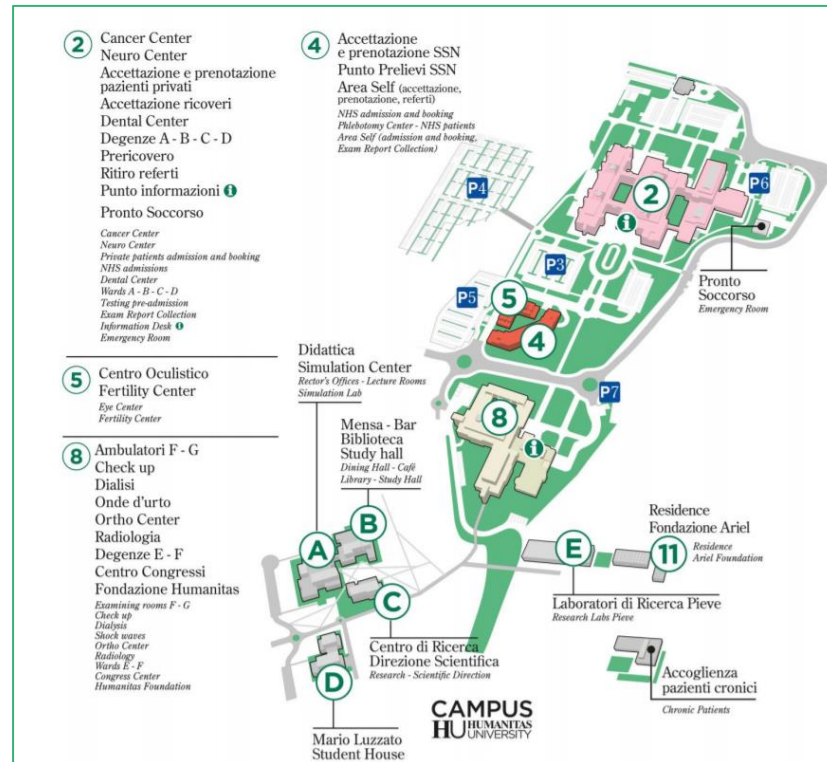 2
Cancer Center
Neuro Center
Accettazione e prenotazione
pazienti privati
Accettazione ricoveri
Dental Center
Degenze A - B - C - D
Prericovero
Ritiro referti
Punto informazioni i
Pronto Soccorso
Cancer Center
Neuro Center
Private patients admission and booking
NHS admissions
Dental Center
Wards A - B - C - D
Testing pre-admission
Exam Report Collection
Information Desk i
Emergency Room
5
Centro Oculistico
Fertility Center
Eye Center
Fertility Center
8
Ambulatori F - G
Check up
Dialisi
Onde d'urto
Ortho Center
Radiologia
Degenze E - F
Centro Congressi
Fondazione Humanitas
Examining rooms F - G
Check up
Dialysis
Shock waves
Ortho Center
Radiology
Wards E - F
Congress Center
Humanitas Foundation
4
Accettazione
e prenotazione SSN
Punto Prelievi SSN
Area Self (accettazione,
prenotazione, referti)
NHS admission and booking
Phlebotomy Center - NHS patients
Area Self (admission and booking,
Exam Report Collection)
P4
2
P6
i
P3
Pronto
Soccorso
Emergency Room
P5
5
4
Didattica
Simulation Center
Rector's Offices - Lecture Rooms
Simulation Lab
P7
8
i
Mensa - Bar
Biblioteca
Study hall
Dining Hall - Café
Library - Study Hall
B
A
C
D
E
11
Residence
Fondazione Ariel
Residence
Ariel Foundation
Laboratori di Ricerca Pieve
Research Labs Pieve
Centro di Ricerca
Direzione Scientifica
Research - Scientific Direction
Accoglienza
pazienti cronici
Chronic Patients
CAMPUS
HU HUMANITAS
UNIVERSITY
Mario Luzzato
Student House